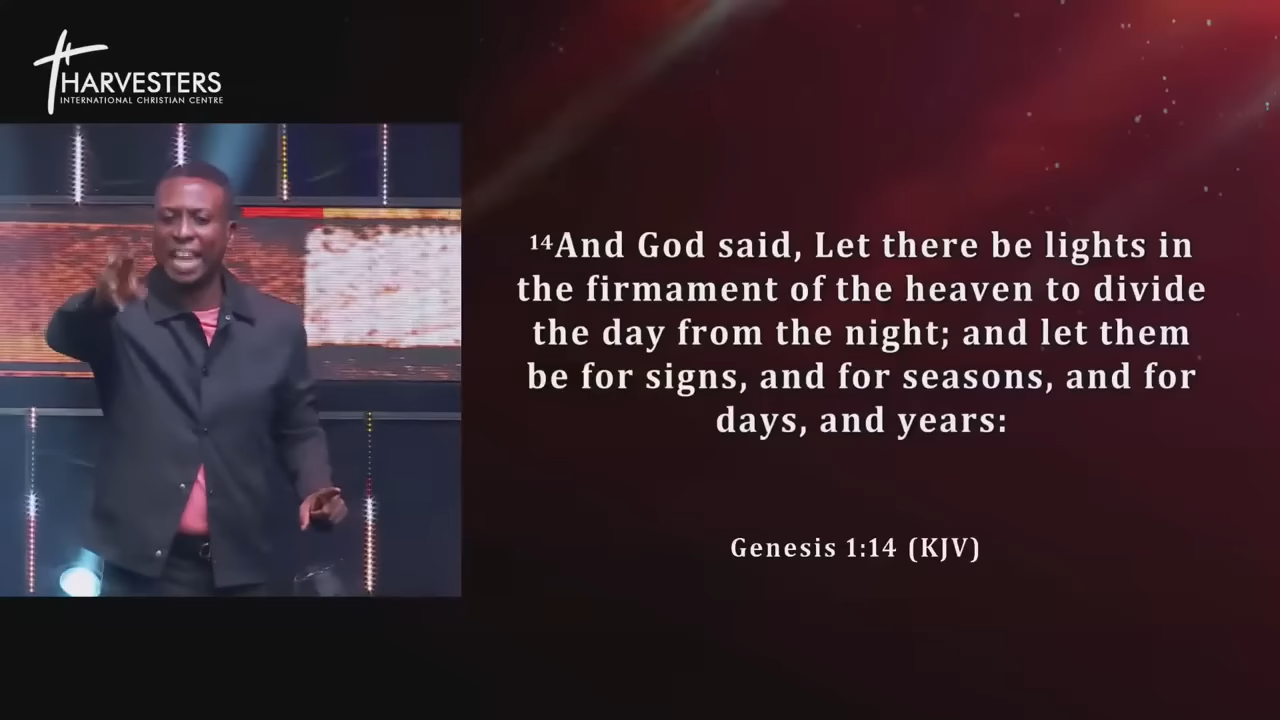 HARVESTERS
INTERNATIONAL CHRISTIAN CENTRE
14And God said, Let there be lights in
the firmament of the heaven to divide
the day from the night; and let them
be for signs, and for seasons, and for
days, and years:
Genesis 1:14 (KJV)